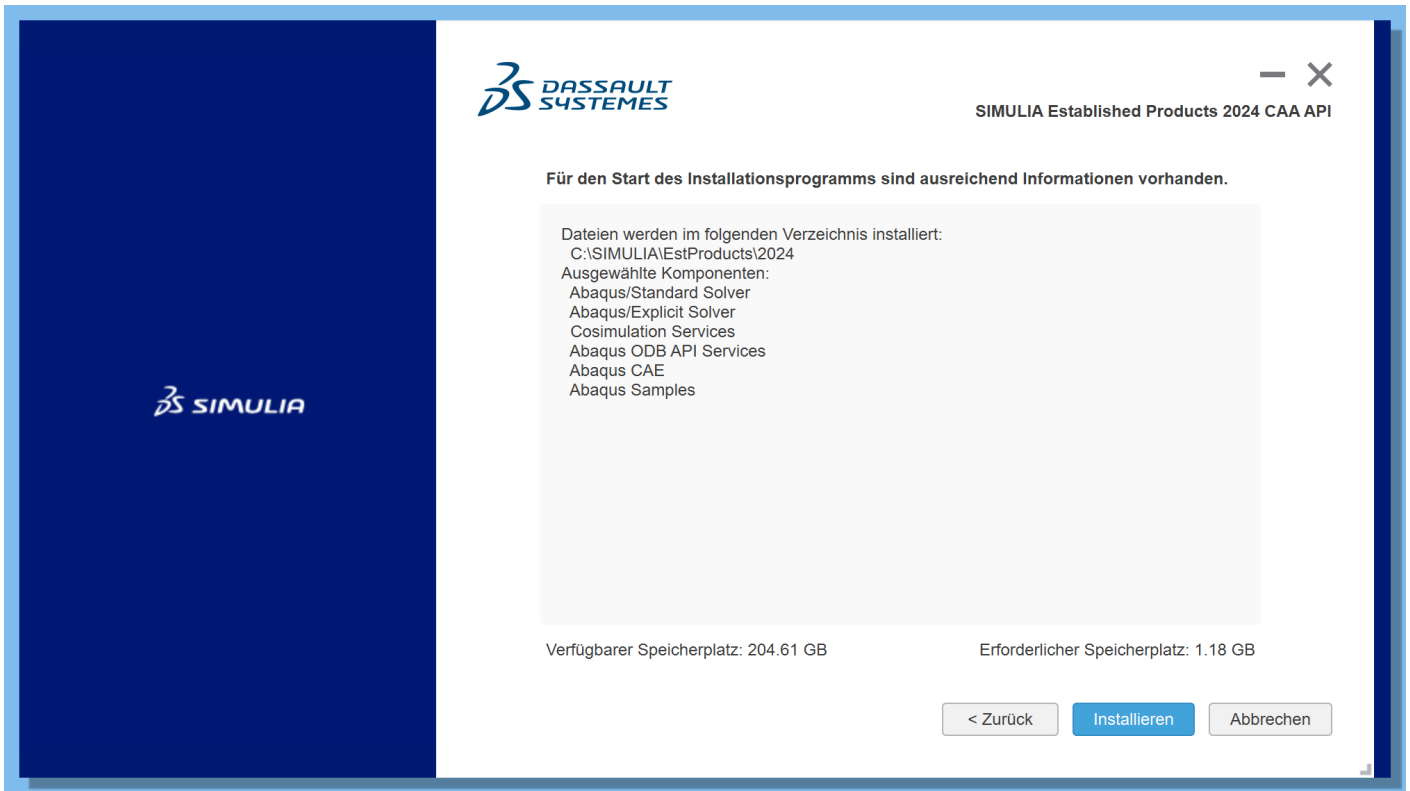 DASSAULT
SYSTEMES
SIMULIA Established Products 2024 CAA API
Für den Start des Installationsprogramms sind ausreichend Informationen vorhanden.
Dateien werden im folgenden Verzeichnis installiert:
C:\SIMULIA\EstProducts\2024
Ausgewählte Komponenten:
Abaqus/Standard Solver
Abaqus/Explicit Solver
Cosimulation Services
Abaqus ODB API Services
Abaqus CAE
Abaqus Samples
SIMULIA
Verfügbarer Speicherplatz: 204.61 GB
Erforderlicher Speicherplatz: 1.18 GB
< Zurück
Installieren
Abbrechen